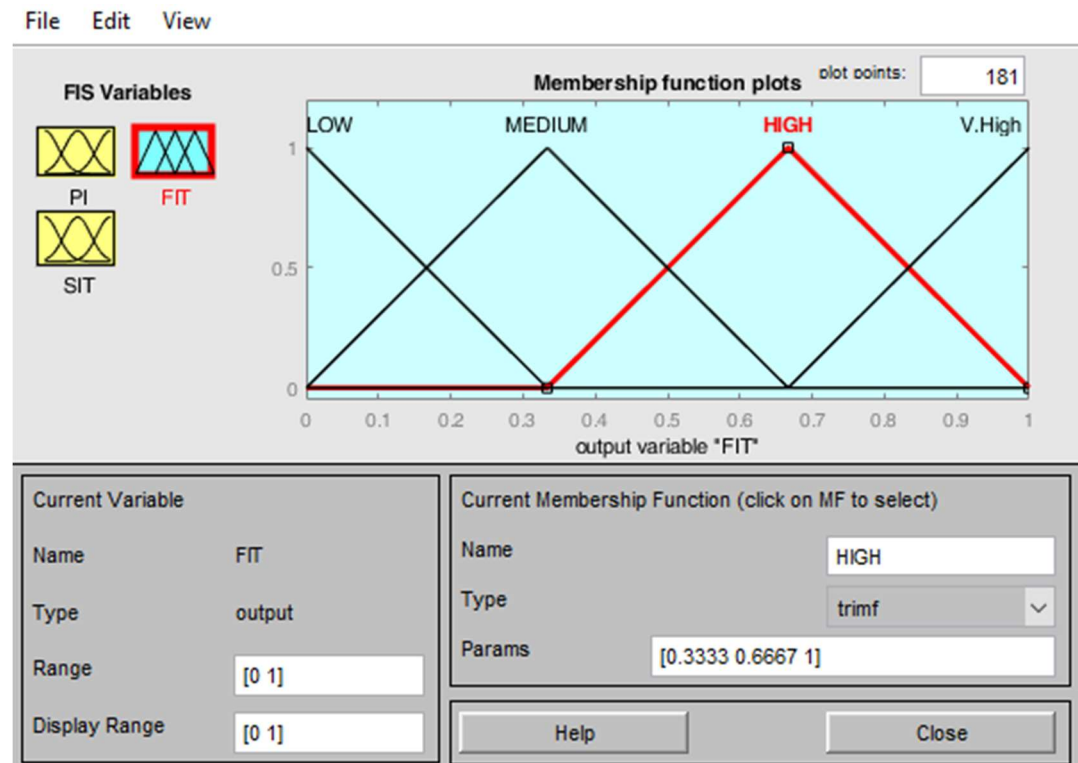 File Edit View
FIS Variables
PI FIT
SIT
Membership function plots plot points: 181
LOW MEDIUM HIGH V.High
1
0.5
0
0 0.1 0.2 0.3 0.4 0.5 0.6 0.7 0.8 0.9 1
output variable "FIT"
Current Variable
Name FIT
Type output
Range [0 1]
Display Range [0 1]
Current Membership Function (click on MF to select)
Name HIGH
Type trimf
Params [0.3333 0.6667 1]
Help Close